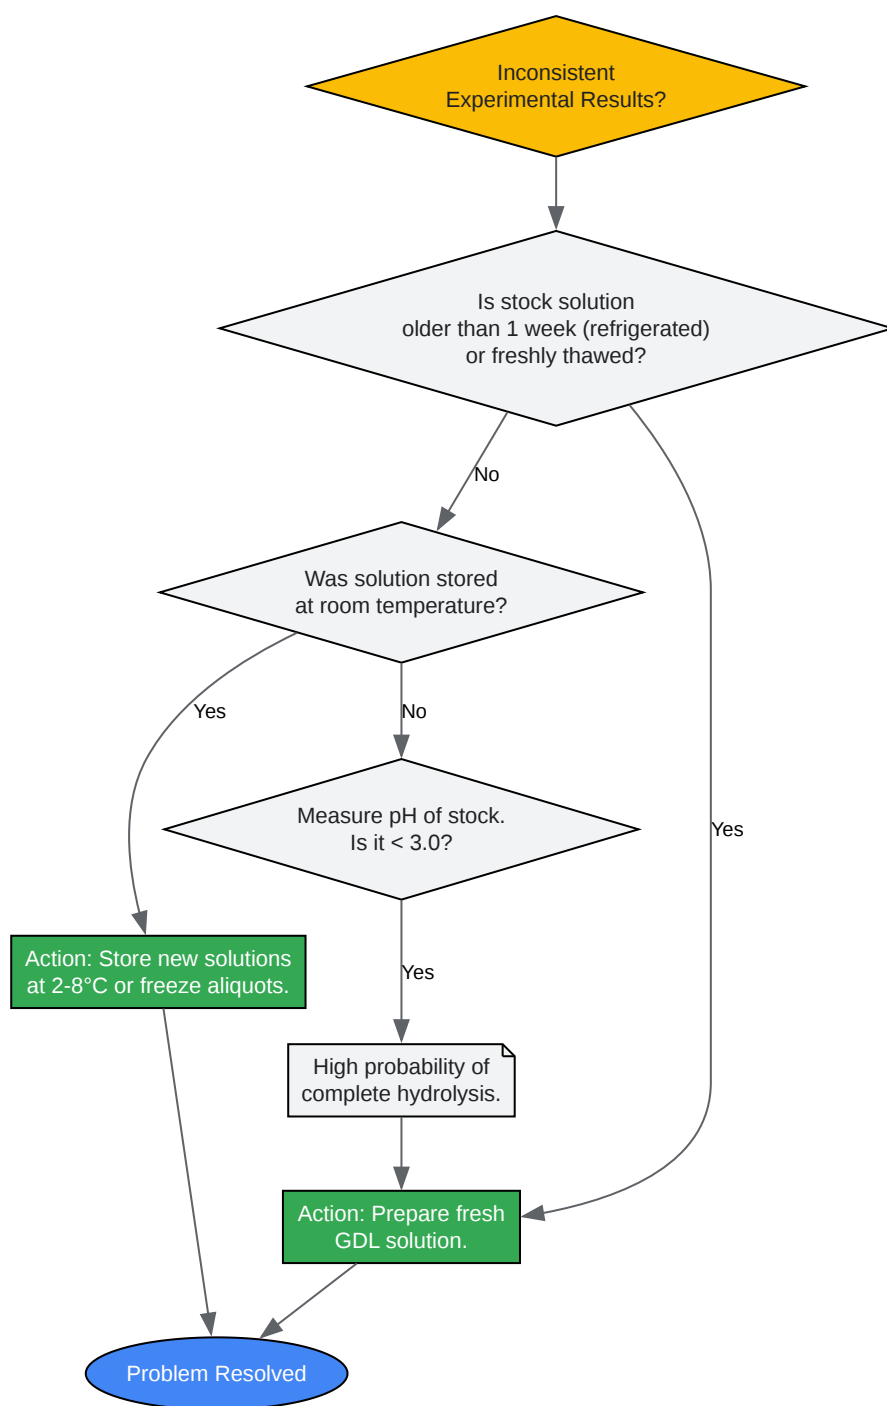 Inconsistent
Experimental Results?
Is stock solution
older than 1 week (refrigerated)
or freshly thawed?
No
Was solution stored
at room temperature?
Yes
No
Measure pH of stock.
Is it < 3.0?
Yes
Action: Store new solutions
at 2-8°C or freeze aliquots.
Yes
High probability of
complete hydrolysis.
Action: Prepare fresh
GDL solution.
Problem Resolved